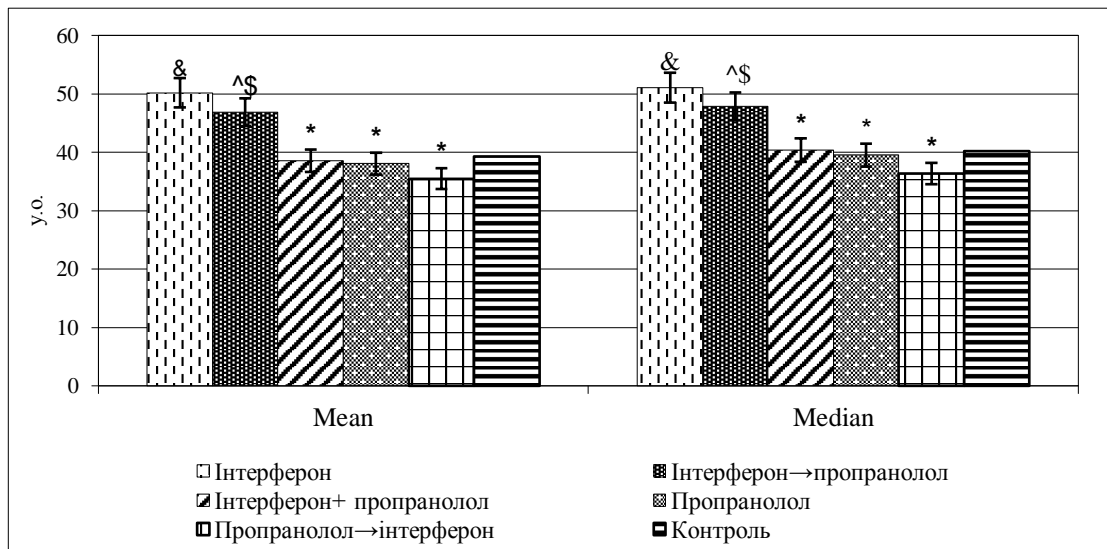 60
& ^$ & ^$
50
* * * * * *
40
y.o.
30
20
10
0
Mean Median
Інтерферон Інтерферон→пропранолол
Інтерферон+ пропранолол Пропранолол
Пропранолол→інтерферон Контроль